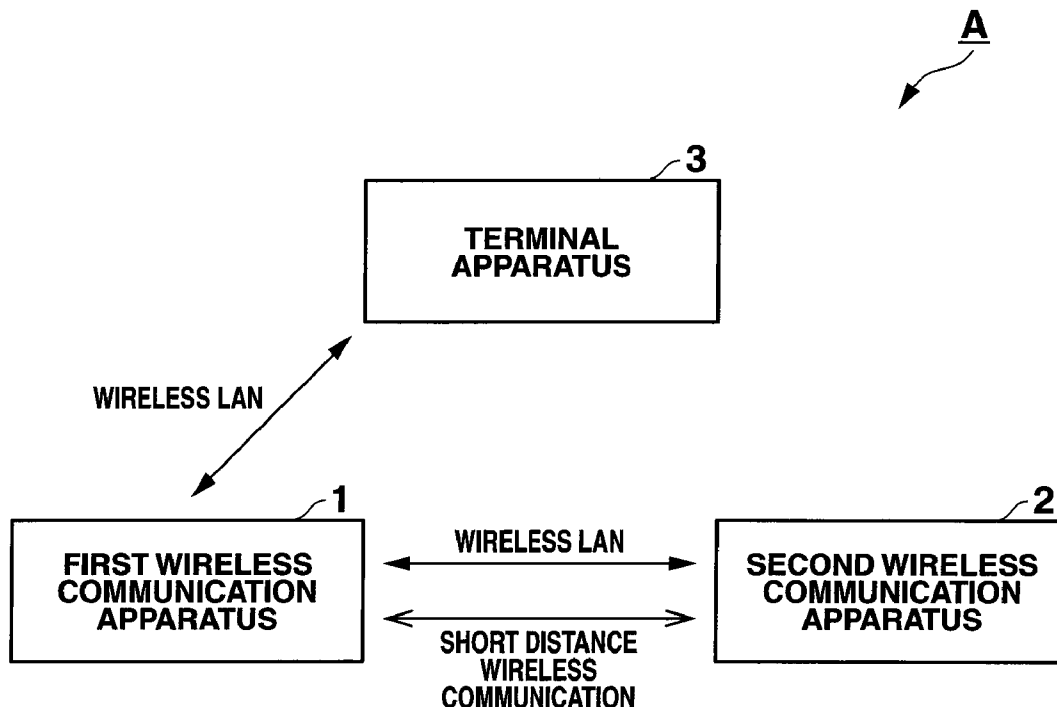 A
3
TERMINAL
APPARATUS
WIRELESS LAN
1
FIRST WIRELESS
COMMUNICATION
APPARATUS
WIRELESS LAN
SHORT DISTANCE
WIRELESS
COMMUNICATION
2
SECOND WIRELESS
COMMUNICATION
APPARATUS